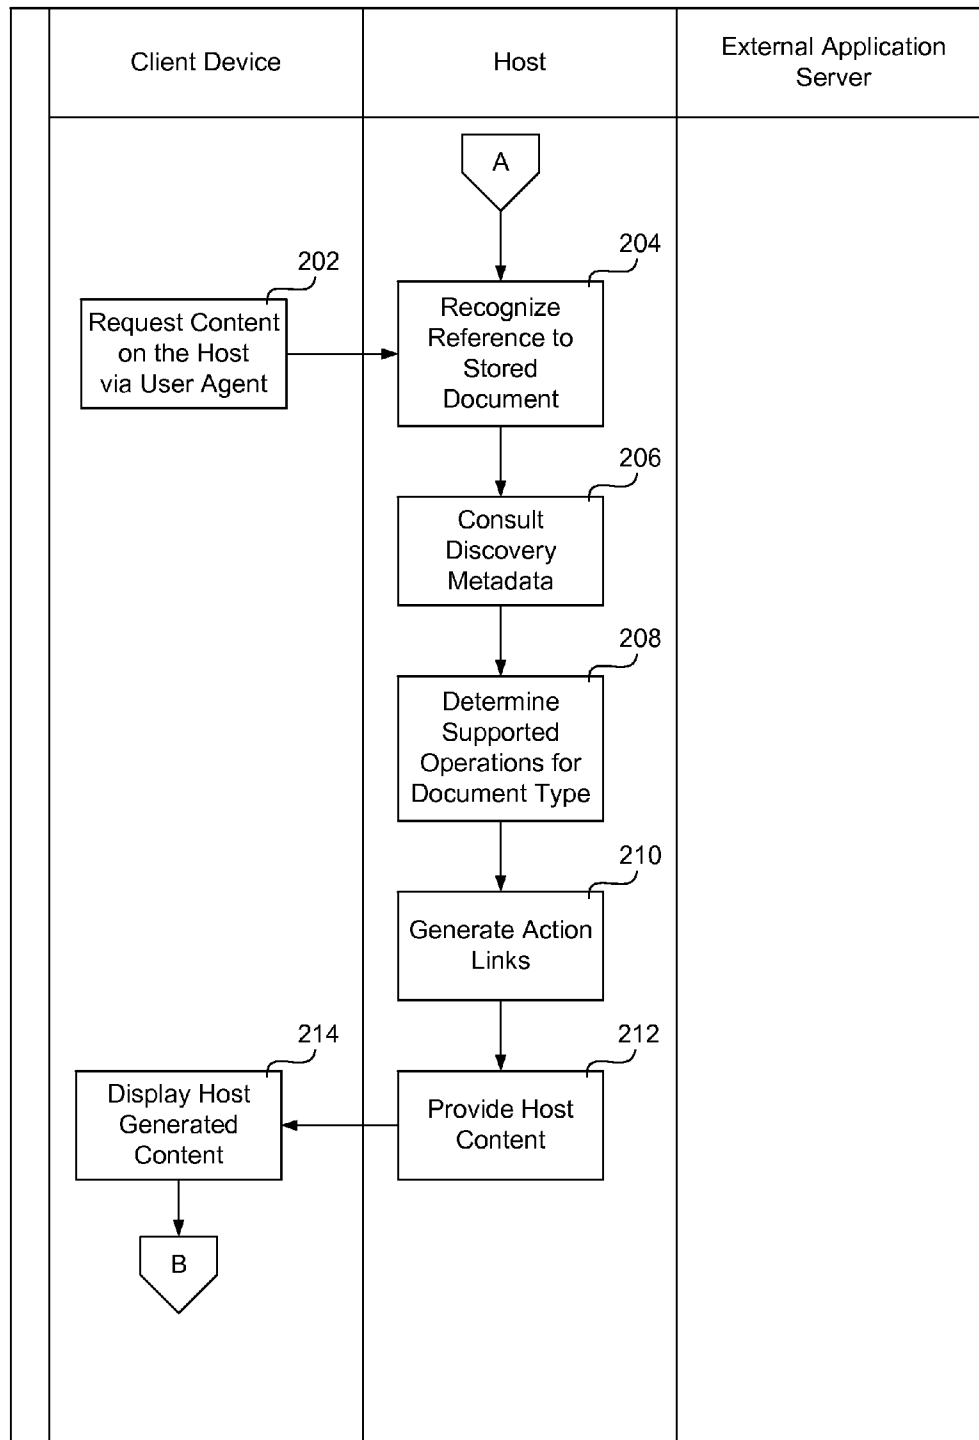 Client Device
Host
External Application
Server
A
204
202
Recognize
Reference to
Stored
Document
Request Content
on the Host
via User Agent
206
Consult
Discovery
Metadata
208
Determine
Supported
Operations for
Document Type
210
Generate Action
Links
214
212
Display Host
Generated
Content
Provide Host
Content
B